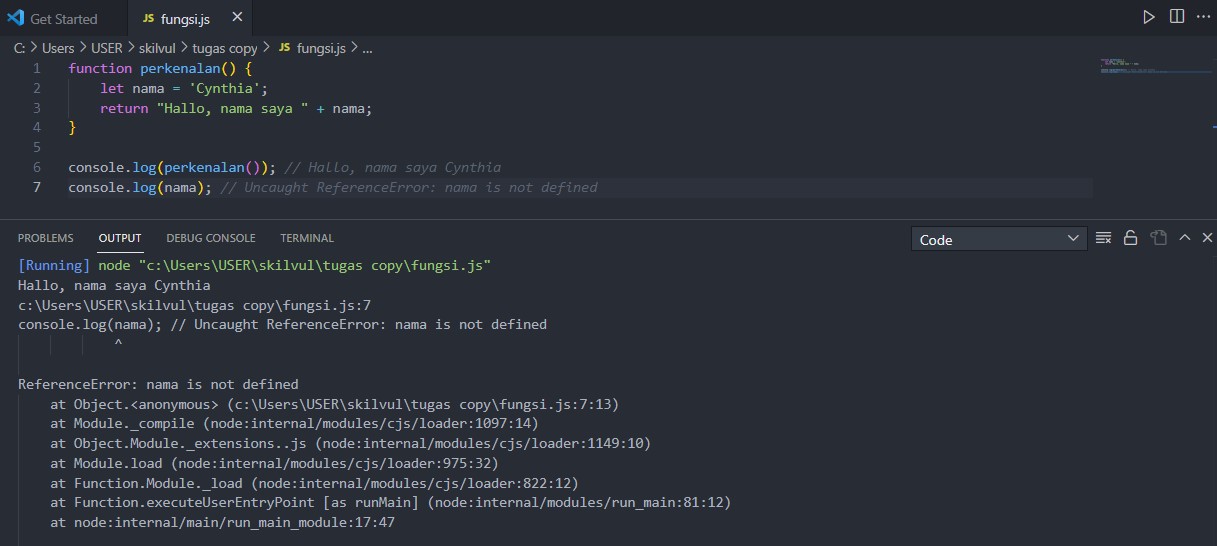 Get Started
JS fungsi.js
C: > Users > USER > skilvul > tugas copy > JS fungsi.js > ...
1 function perkenalan() {
2 let nama = 'Cynthia';
3 return "Hallo, nama saya " + nama;
4 }
5
6 console.log(perkenalan()); // Hallo, nama saya Cynthia
7 console.log(nama); // Uncaught ReferenceError: nama is not defined
PROBLEMS OUTPUT DEBUG CONSOLE TERMINAL Code
[Running] node "c:\Users\USER\skilvul\tugas copy\fungsi.js"
Hallo, nama saya Cynthia
c:\Users\USER\skilvul\tugas copy\fungsi.js:7
console.log(nama); // Uncaught ReferenceError: nama is not defined
^
ReferenceError: nama is not defined
at Object.<anonymous> (c:\Users\USER\skilvul\tugas copy\fungsi.js:7:13)
at Module._compile (node:internal/modules/cjs/loader:1097:14)
at Object.Module._extensions..js (node:internal/modules/cjs/loader:1149:10)
at Module.load (node:internal/modules/cjs/loader:975:32)
at Function.Module._load (node:internal/modules/cjs/loader:822:12)
at Function.executeUserEntryPoint [as runMain] (node:internal/modules/run_main:81:12)
at node:internal/main/run_main_module:17:47